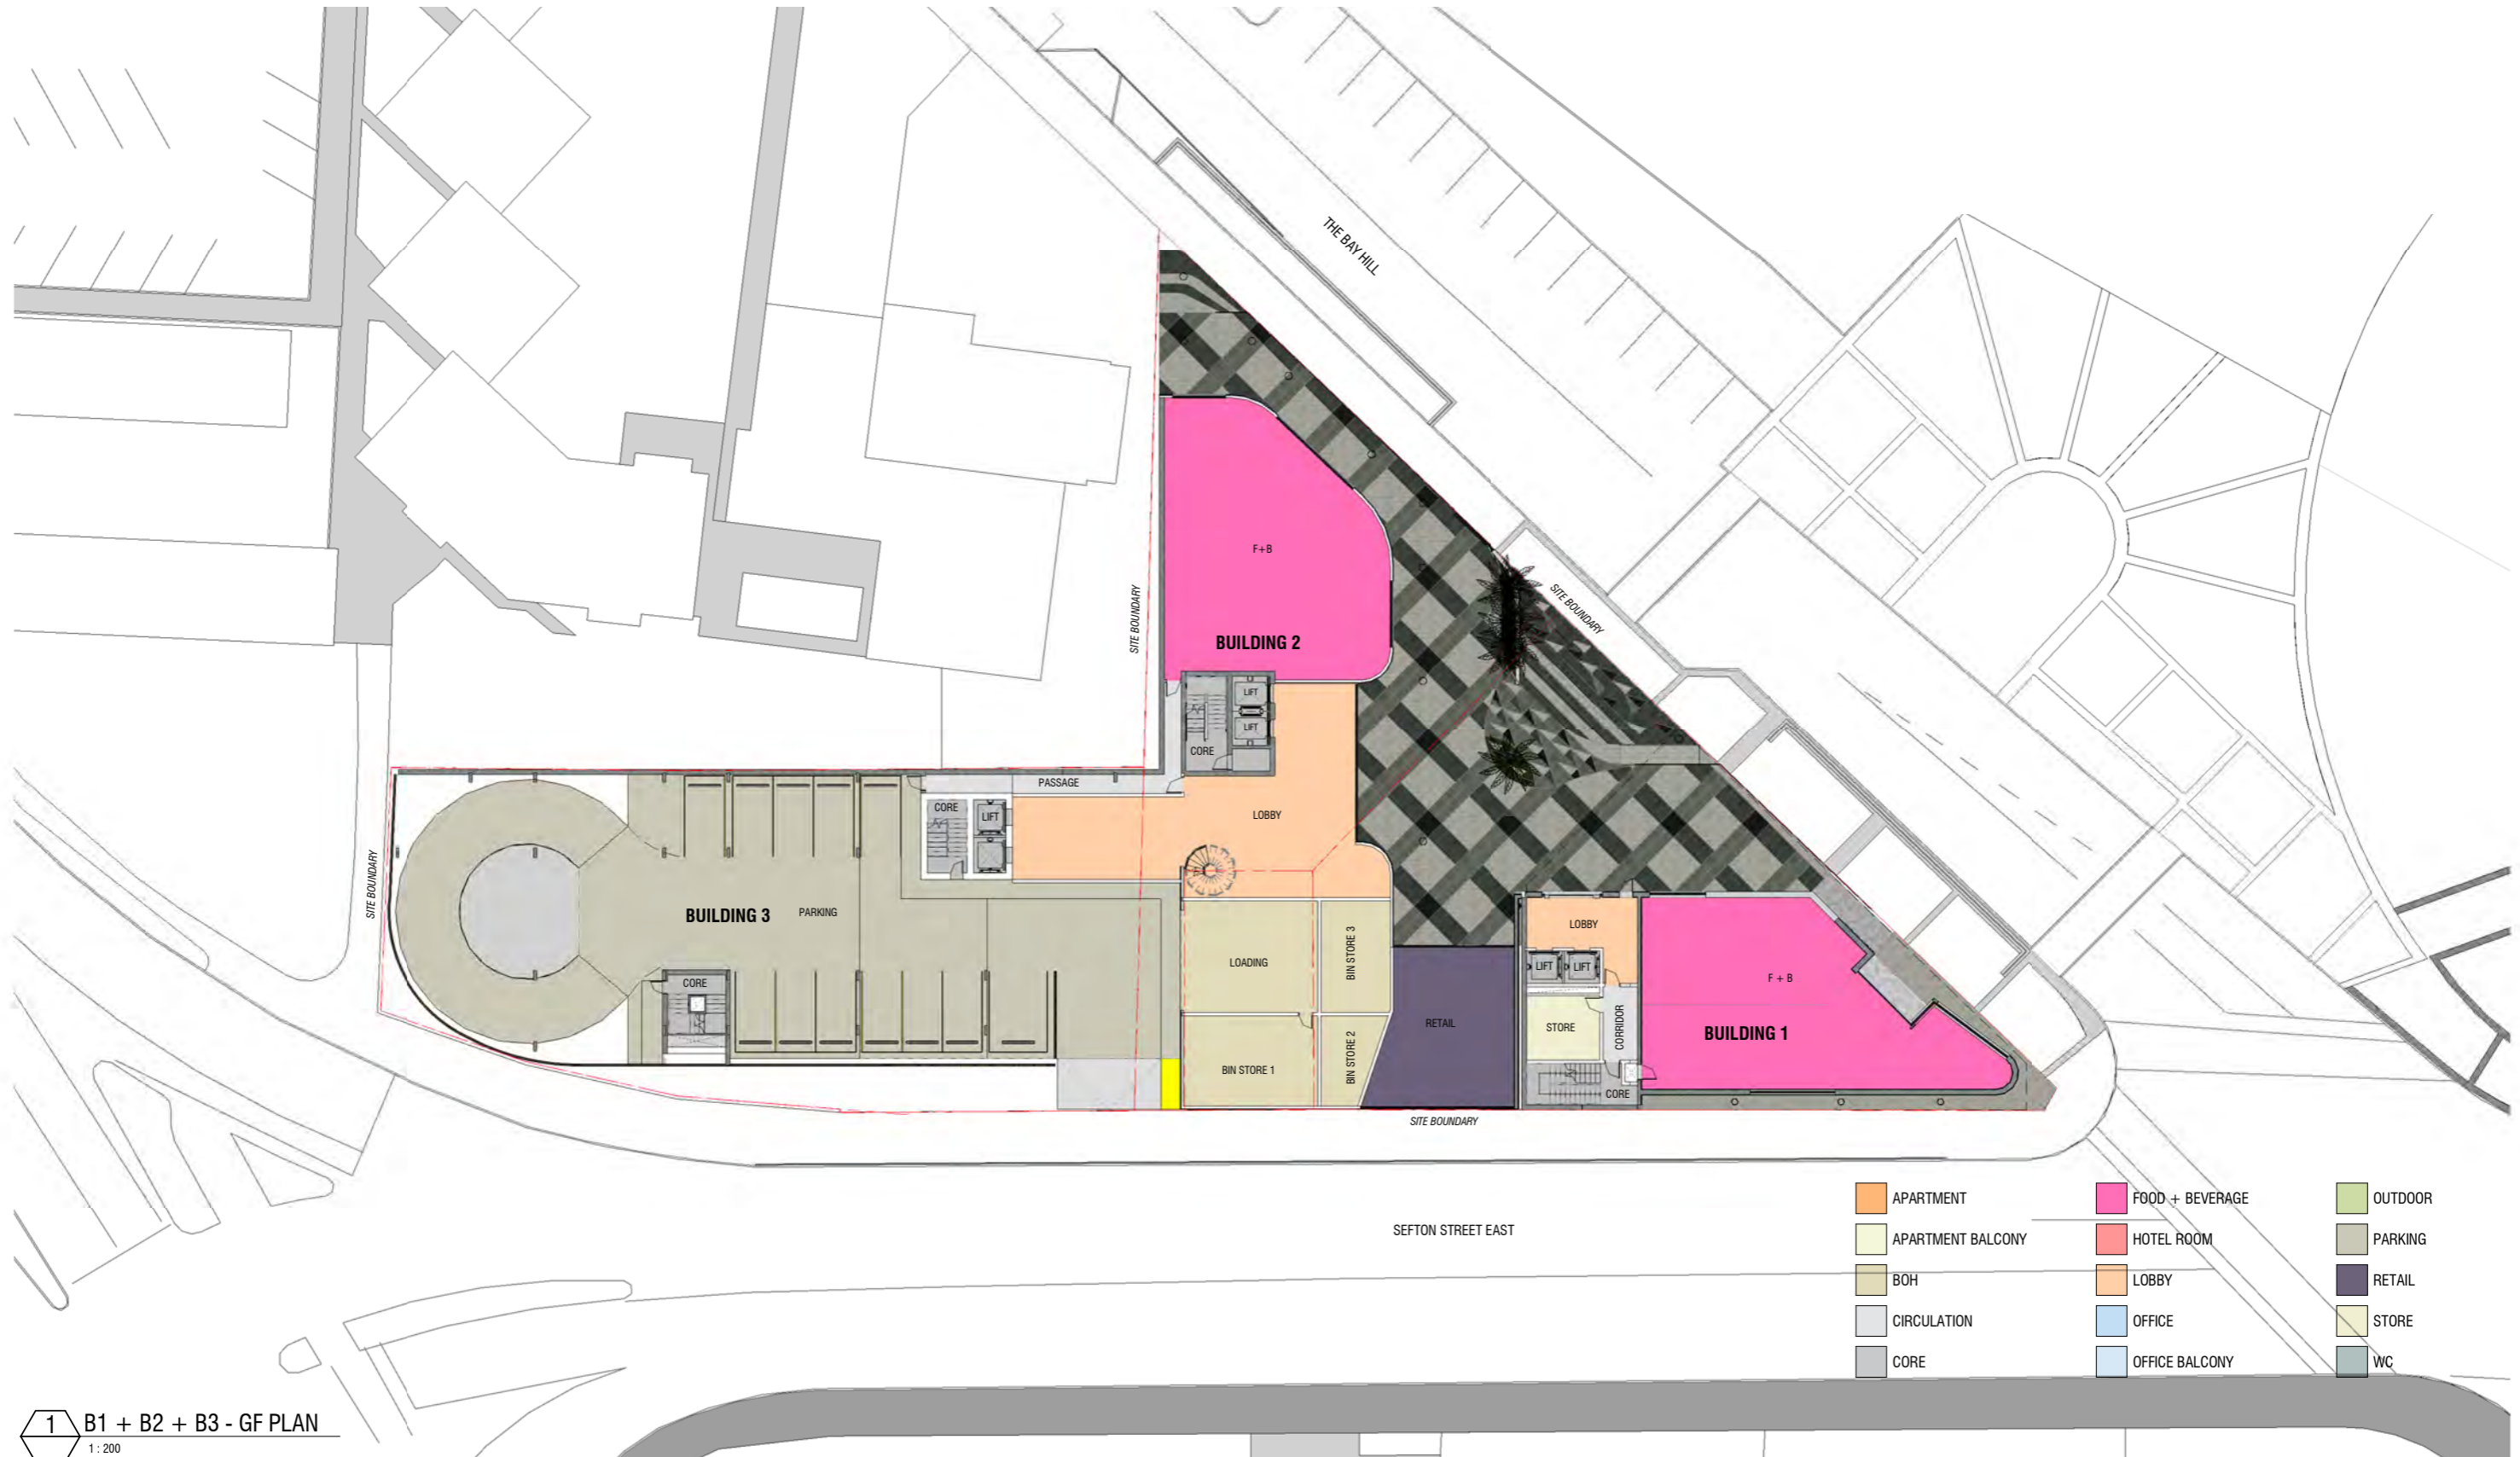 THE BAY HILL
F+B
SITE BOUNDARY
SITE BOUNDARY
BUILDING 2
LIFT
LIFT
CORE
PASSAGE
CORE
LIFT
LOBBY
SITE BOUNDARY
BUILDING 3
PARKING
LOBBY
LOADING
BIN STORE 3
LIFT
LIFT
F + B
CORE
RETAIL
STORE
CORRIDOR
BUILDING 1
BIN STORE 1
BIN STORE 2
CORE
SITE BOUNDARY
SEFTON STREET EAST
APARTMENT
APARTMENT BALCONY
BOH
CIRCULATION
CORE
FOOD + BEVERAGE
HOTEL ROOM
LOBBY
OFFICE
OFFICE BALCONY
OUTDOOR
PARKING
RETAIL
STORE
WC
1
B1 + B2 + B3 - GF PLAN
1 : 200